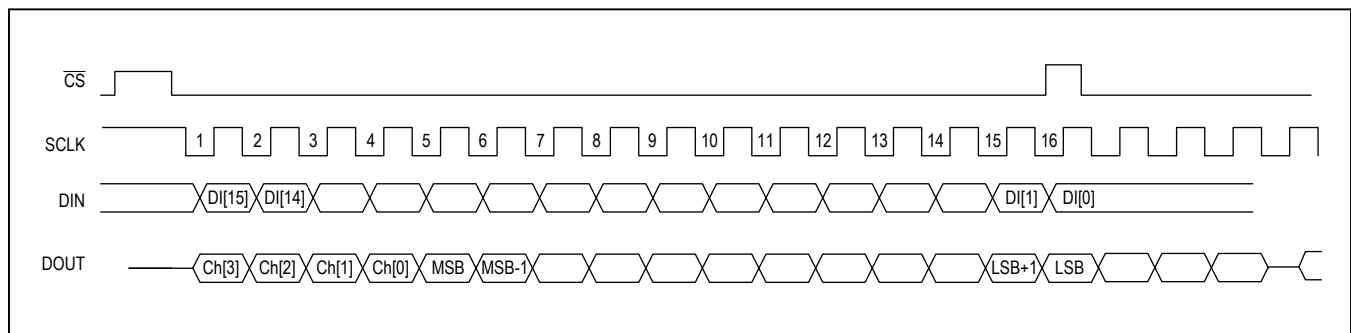 CS
SCLK 1 2 3 4 5 6 7 8 9 10 11 12 13 14 15 16
DIN DI[15] DI[14] DI[1] DI[0]
DOUT Ch[3] Ch[2] Ch[1] Ch[0] MSB MSB-1 LSB+1 LSB